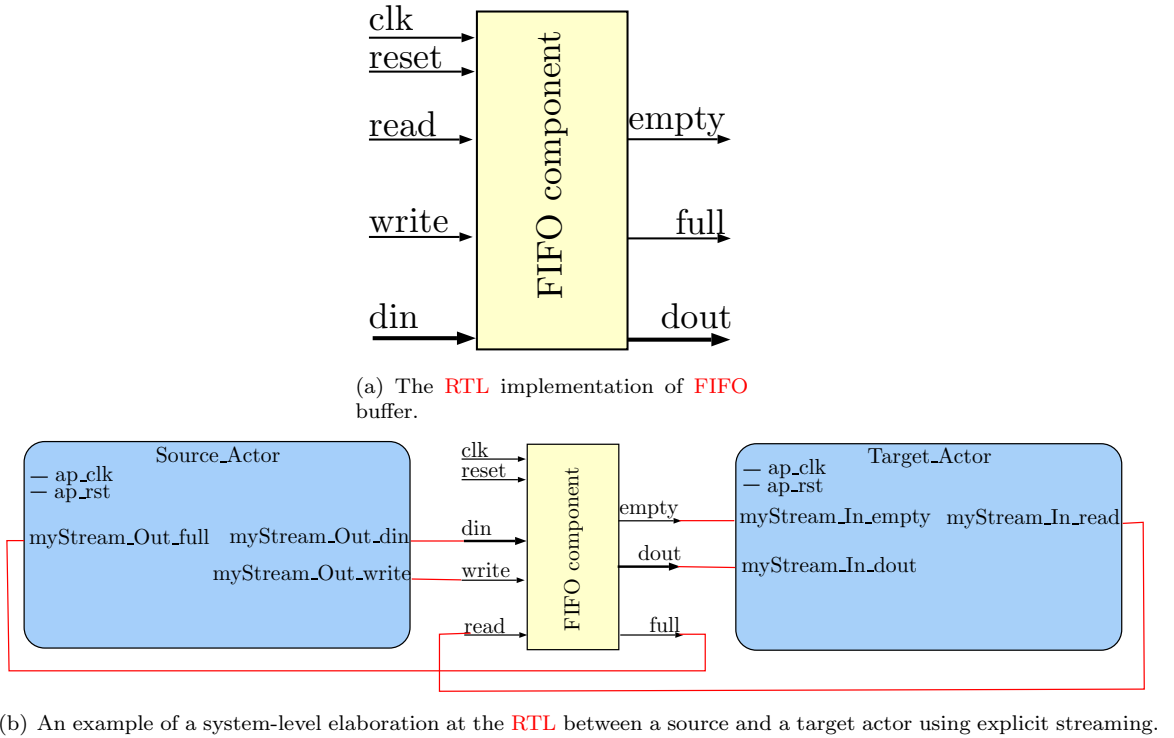 clk
reset
read
write
din
FIFO component
empty
full
dout
(a) The RTL implementation of FIFO
buffer.
Source_Actor
ap_clk
ap_rst
myStream_Out_full
myStream_Out_din
myStream_Out_write
clk
reset
din
write
read
FIFO component
empty
dout
full
Target_Actor
ap_clk
ap_rst
myStream_In_empty
myStream_In_read
myStream_In_dout
(b) An example of a system-level elaboration at the RTL between a source and a target actor using explicit streaming.